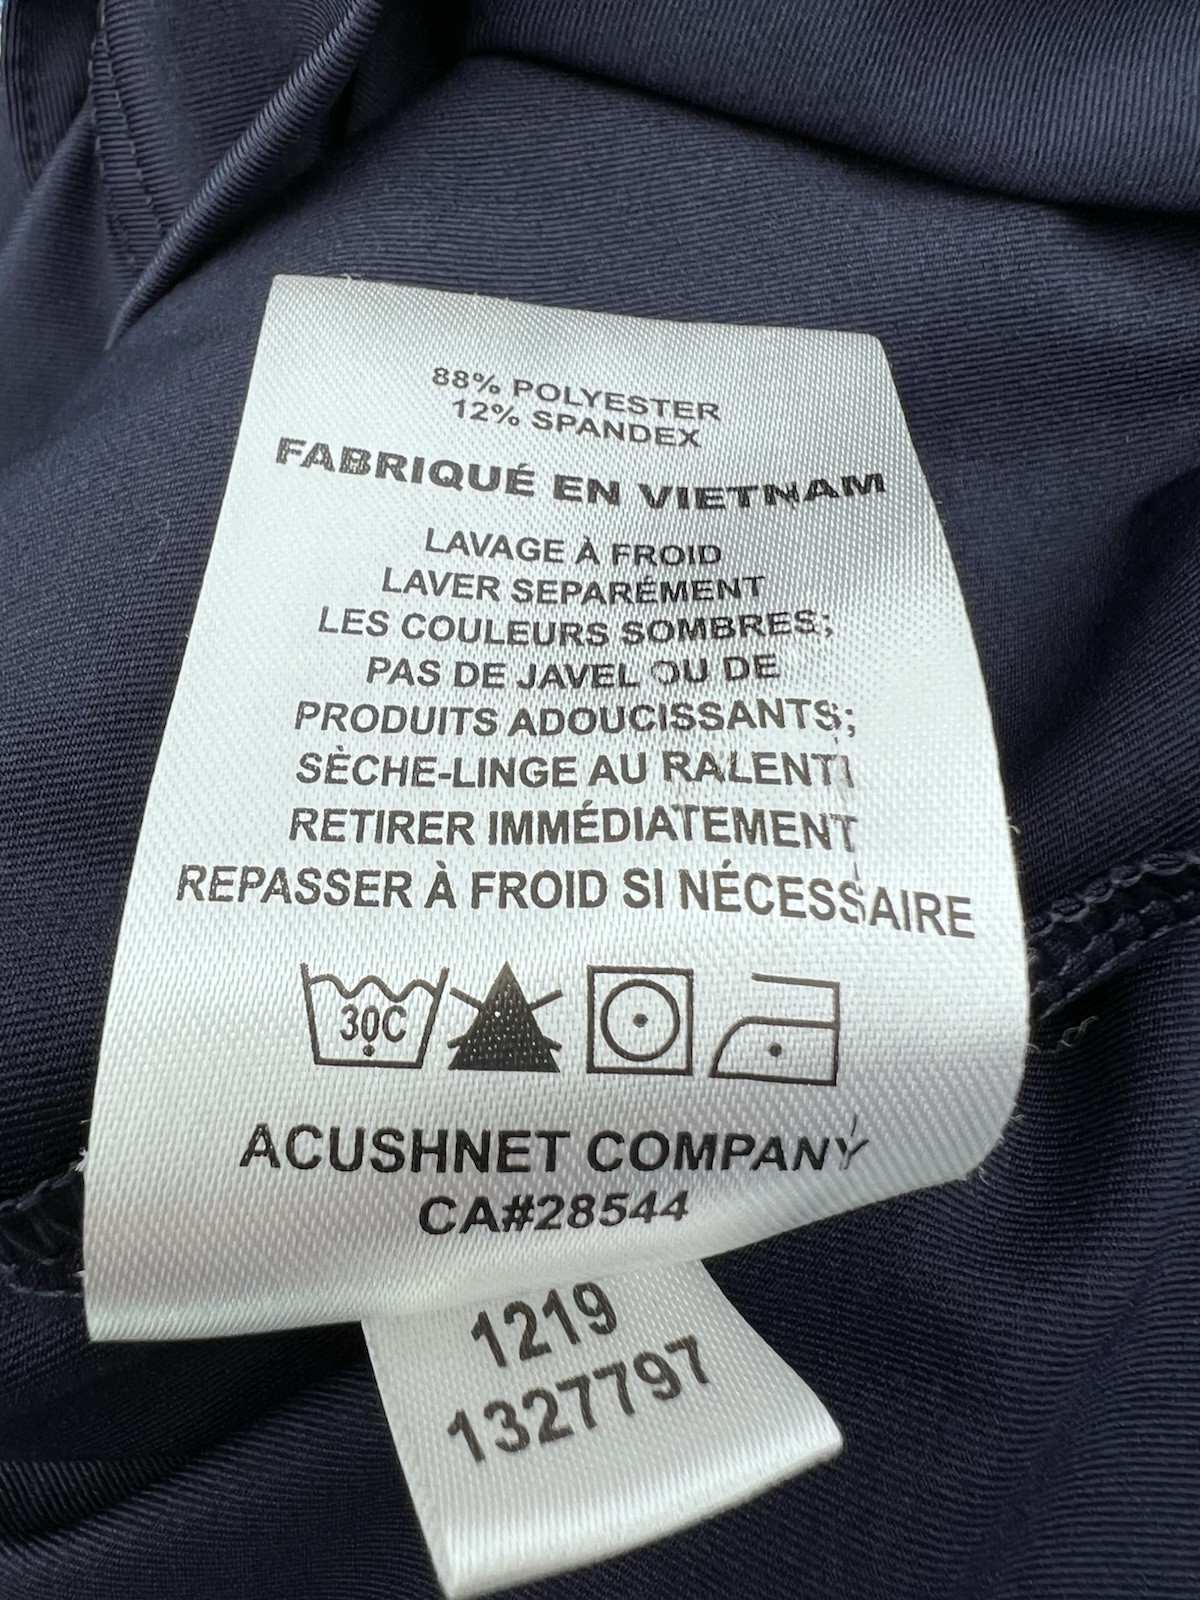 88% POLYESTER
12% SPANDEX
FABRIQUÉ EN VIETNAM
LAVAGE À FROID
LAVER SEPARÉMENT
LES COULEURS SOMBRES;
PAS DE JAVEL OU DE
PRODUITS ADOUCISSANTS;
SÈCHE-LINGE AU RALENTI
RETIRER IMMÉDIATEMENT
REPASSER À FROID SI NÉCESSAIRE
30C
ACUSHNET COMPANY
CA#28544
1219
1327797